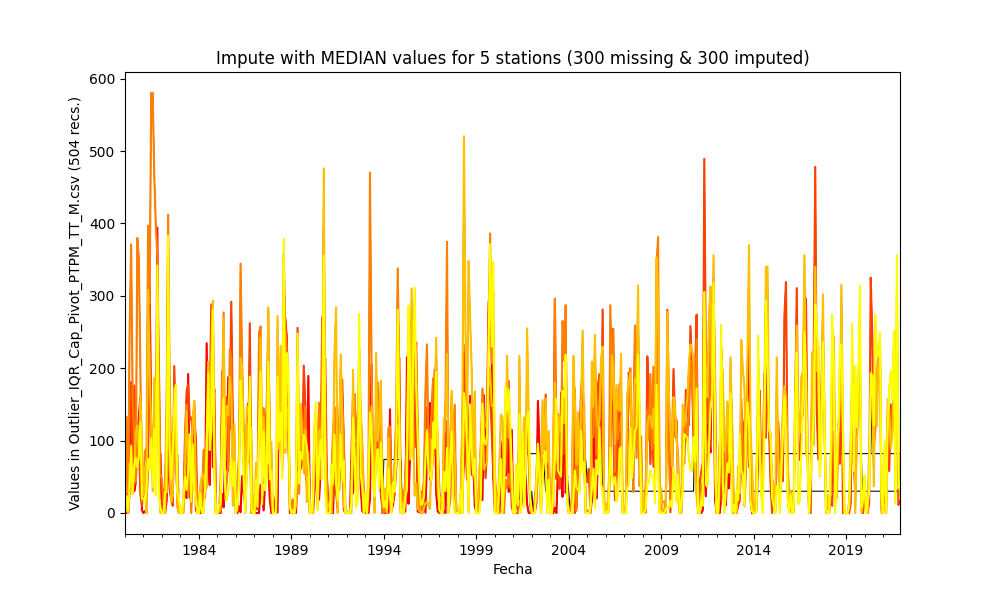 Impute with MEDIAN values for 5 stations (300 missing & 300 imputed)
Values in Outlier_IQR_Cap_Pivot_PTPM_TT_M.csv (504 recs.)
600
500
400
300
200
100
0
1984 1989 1994 1999 2004 2009 2014 2019
Fecha